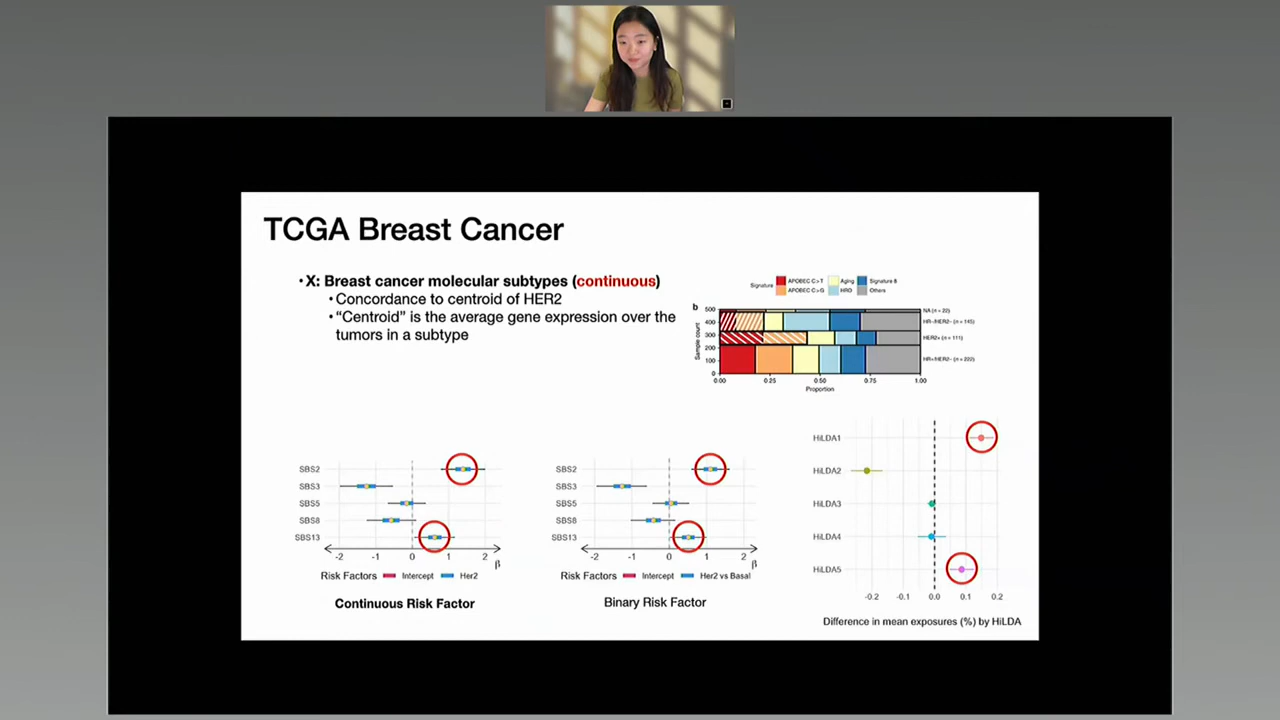 TCGA Breast Cancer
• X: Breast cancer molecular subtypes (continuous)
• Concordance to centroid of HER2
• “Centroid” is the average gene expression over the
tumors in a subtype
Signature
APOBEC C>T
Aging
Signature 5
APOBEC C>G
HRD
Others
b
Sample count
500
400
300
200
100
0
NA (n = 22)
HR-/HER2- (n = 145)
HER2+ (n = 111)
HR+/HER2- (n = 222)
0.00 0.25 0.50 0.75 1.00
Proportion
SBS2
SBS3
SBS5
SBS8
SBS13
-2 -1 0 1 2
β
Risk Factors Intercept Her2
Continuous Risk Factor
SBS2
SBS3
SBS5
SBS8
SBS13
-2 -1 0 1 2
β
Risk Factors Intercept Her2 vs Basal
Binary Risk Factor
HiLDA1
HiLDA2
HiLDA3
HiLDA4
HiLDA5
-0.2 -0.1 0.0 0.1 0.2
Difference in mean exposures (%) by HiLDA